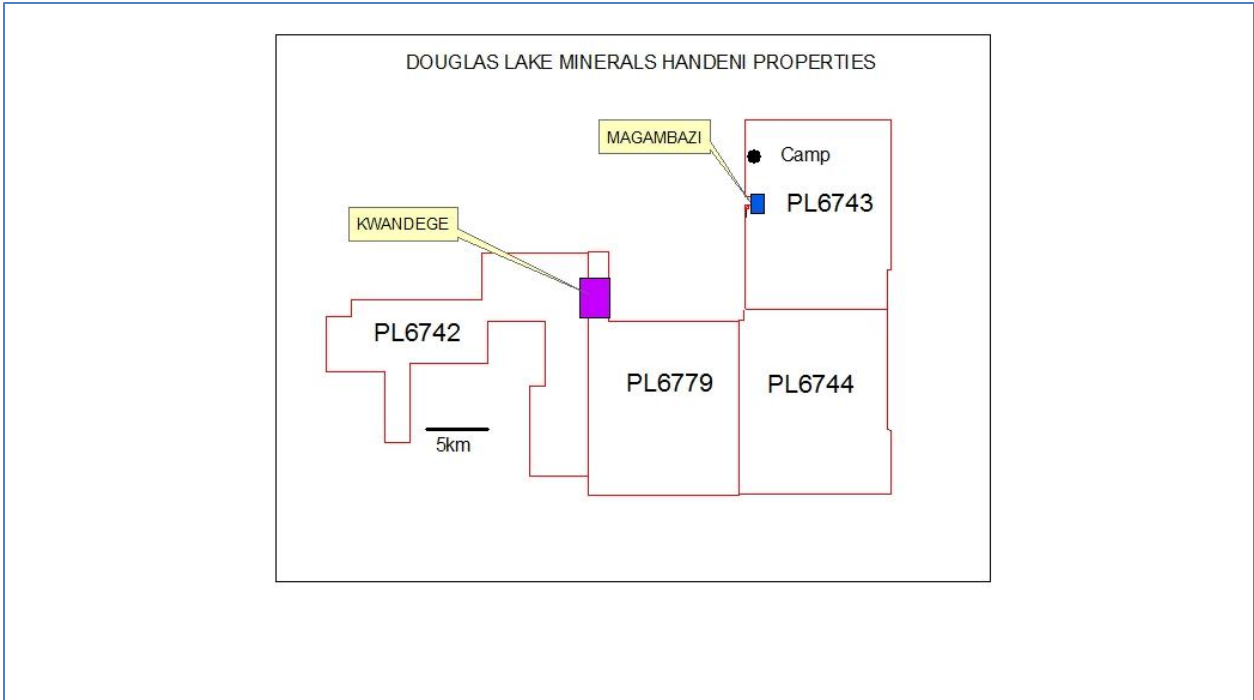 DOUGLAS LAKE MINERALS HANDENI PROPERTIES
MAGAMBAZI
Camp
PL6743
KWANDEGE
PL6742
PL6779
PL6744
5km